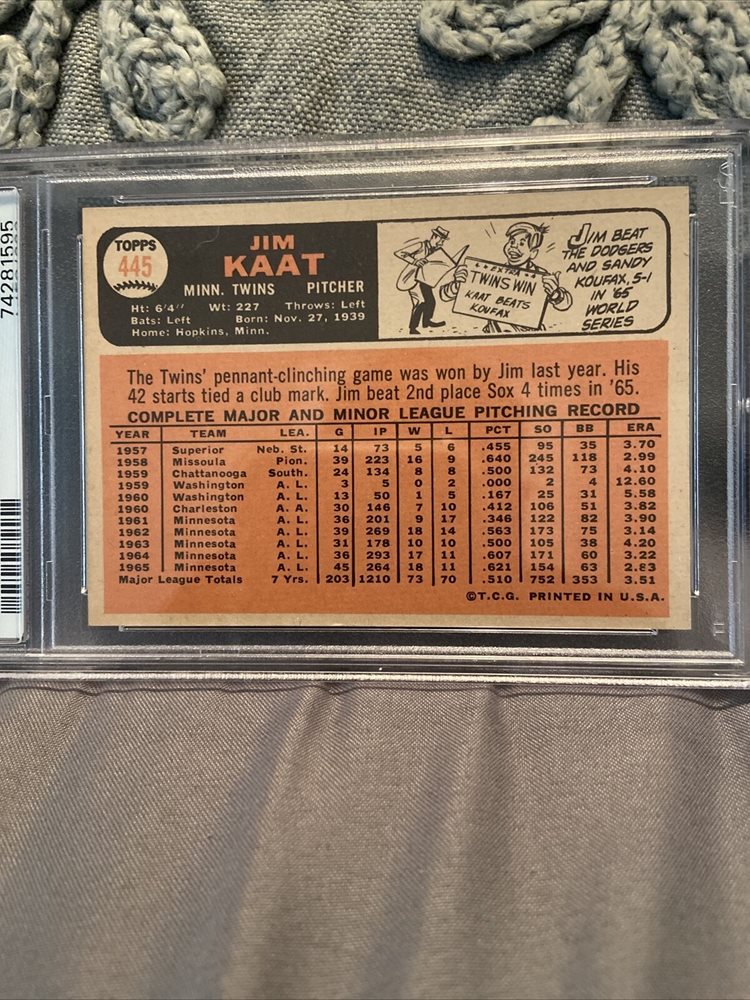 74281595
TOPPS
445
JIM
KAAT
MINN. TWINS PITCHER
Ht: 6'4" Wt: 227 Throws: Left
Bats: Left Born: Nov. 27, 1939
Home: Hopkins, Minn.
EXTRA
TWINS WIN
KAAT BEATS
KOUFAX
JIM BEAT
THE DODGERS
AND SANDY
KOUFAX, 5-1
IN '65
WORLD
SERIES
The Twins' pennant-clinching game was won by Jim last year. His
42 starts tied a club mark. Jim beat 2nd place Sox 4 times in '65.
COMPLETE MAJOR AND MINOR LEAGUE PITCHING RECORD
YEAR TEAM LEA. G IP W L PCT SO BB ERA
1957 Superior Neb. St. 14 73 5 6 .455 95 35 3.70
1958 Missoula Pion. 39 223 16 9 .640 245 118 2.99
1959 Chattanooga South. 24 134 8 8 .500 132 73 4.10
1959 Washington A. L. 3 5 0 2 .000 2 4 12.60
1960 Washington A. L. 13 50 1 5 .167 25 31 5.58
1960 Charleston A. A. 30 146 7 10 .412 106 51 3.82
1961 Minnesota A. L. 36 201 9 17 .346 122 82 3.90
1962 Minnesota A. L. 39 269 18 14 .563 173 75 3.14
1963 Minnesota A. L. 31 178 10 10 .500 105 38 4.20
1964 Minnesota A. L. 36 293 17 11 .607 171 60 3.22
1965 Minnesota A. L. 45 264 18 11 .621 154 63 2.83
Major League Totals 7 Yrs. 203 1210 73 70 .510 752 353 3.51
©T.C.G. PRINTED IN U.S.A.